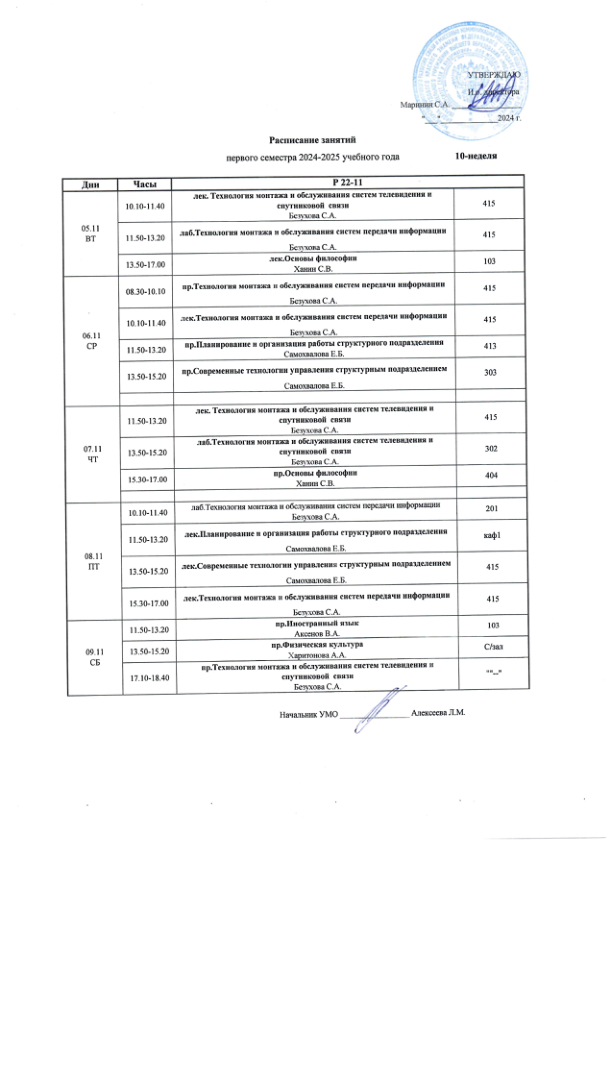 УТВЕРЖДАЮ
И.о. директора
Маринин С.А. _______________
"___"_______________ 2024 г.
Расписание занятий
первого семестра 2024-2025 учебного года 10-неделя
Дни Часы Р 22-11
05.11 ВТ
10.10-11.40 лек. Технология монтажа и обслуживания систем телевидения и 415
спутниковой связи
Безухова С.А.
11.50-13.20 лаб.Технология монтажа и обслуживания систем передачи информации 415
Безухова С.А.
13.50-17.00 лек.Основы философии 103
Ханин С.В.
06.11 СР
08.30-10.10 пр.Технология монтажа и обслуживания систем передачи информации 415
Безухова С.А.
10.10-11.40 лек.Технология монтажа и обслуживания систем передачи информации 415
Безухова С.А.
11.50-13.20 пр.Планирование и организация работы структурного подразделения 413
Самохвалова Е.Б.
13.50-15.20 пр.Современные технологии управления структурным подразделением 303
Самохвалова Е.Б.
07.11 ЧТ
11.50-13.20 лек. Технология монтажа и обслуживания систем телевидения и 415
спутниковой связи
Безухова С.А.
13.50-15.20 лаб.Технология монтажа и обслуживания систем телевидения и 302
спутниковой связи
Безухова С.А.
15.30-17.00 пр.Основы философии 404
Ханин С.В.
08.11 ПТ
10.10-11.40 лаб.Технология монтажа и обслуживания систем передачи информации 201
Безухова С.А.
11.50-13.20 лек.Планирование и организация работы структурного подразделения каф1
Самохвалова Е.Б.
13.50-15.20 лек.Современные технологии управления структурным подразделением 415
Самохвалова Е.Б.
15.30-17.00 лек.Технология монтажа и обслуживания систем передачи информации 415
Безухова С.А.
09.11 СБ
11.50-13.20 пр.Иностранный язык 103
Аксенов В.А.
13.50-15.20 пр.Физическая культура С/зал
Харитонова А.А.
17.10-18.40 пр.Технология монтажа и обслуживания систем телевидения и ""--"
спутниковой связи
Безухова С.А.
Начальник УМО _______________ Алексеева Л.М.